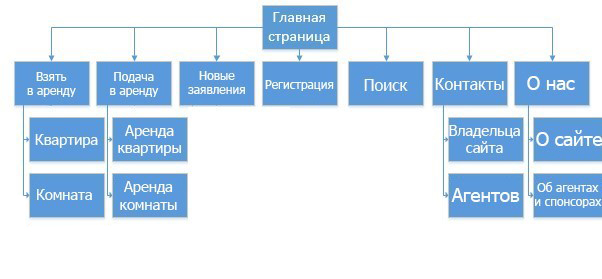 Главная
страница
Взять
в аренду
Подача
в аренду
Новые
заявления
Регистрация
Поиск
Контакты
О нас
Квартира
Аренда
квартиры
Владельца
сайта
О сайте
Комната
Аренда
комнаты
Агентов
Об агентах
и спонсорах